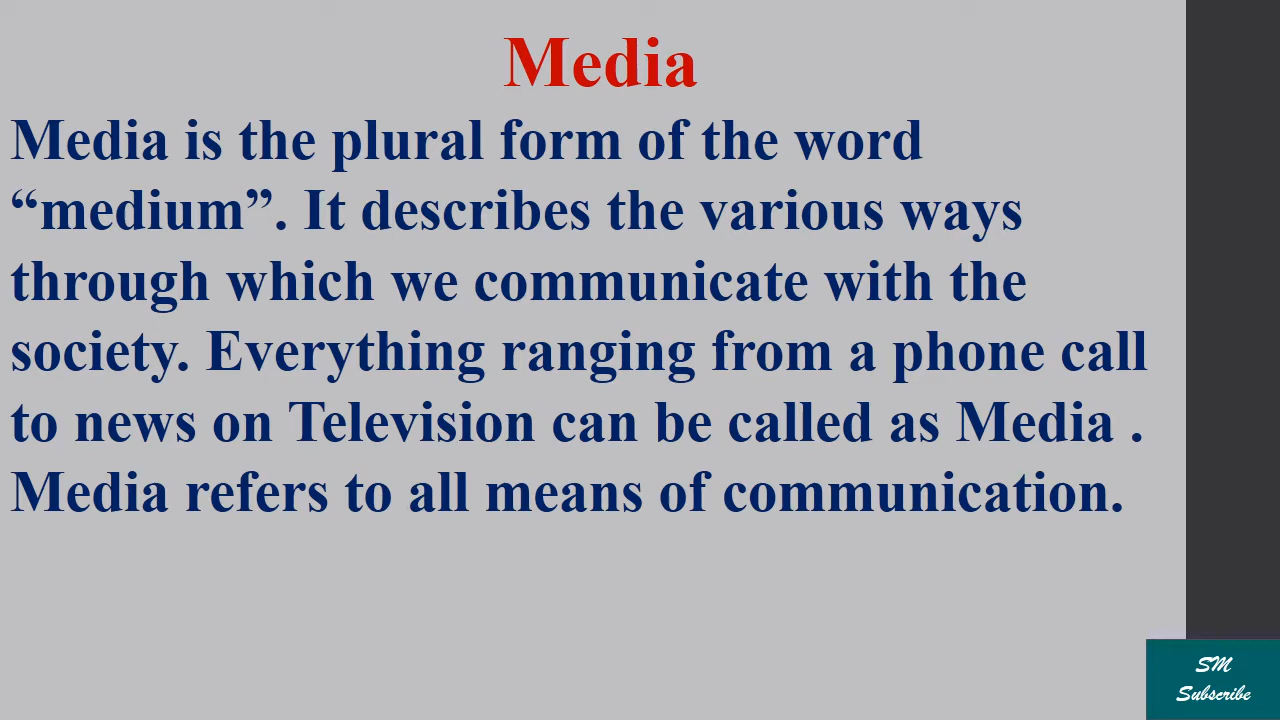 Media
Media is the plural form of the word
“medium”. It describes the various ways
through which we communicate with the
society. Everything ranging from a phone call
to news on Television can be called as Media .
Media refers to all means of communication.
SM
Subscribe